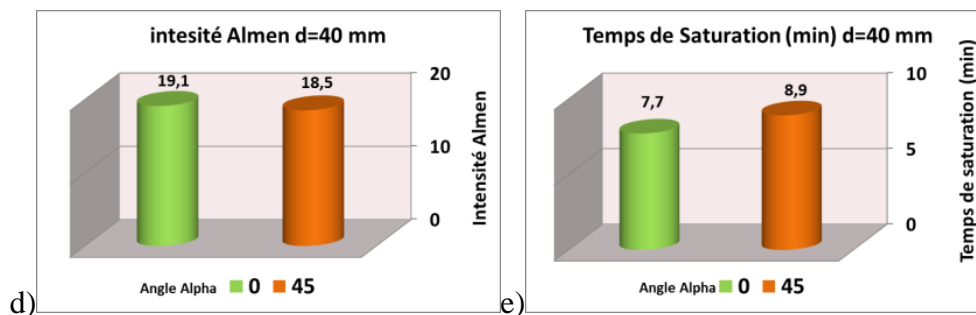 intesité Almen d=40 mm
19,1
18,5
20
10
0
Intensité Almen
Angle Alpha 0 45
d)
Temps de Saturation (min) d=40 mm
7,7
8,9
10
5
0
Temps de saturation (min)
Angle Alpha 0 45
e)